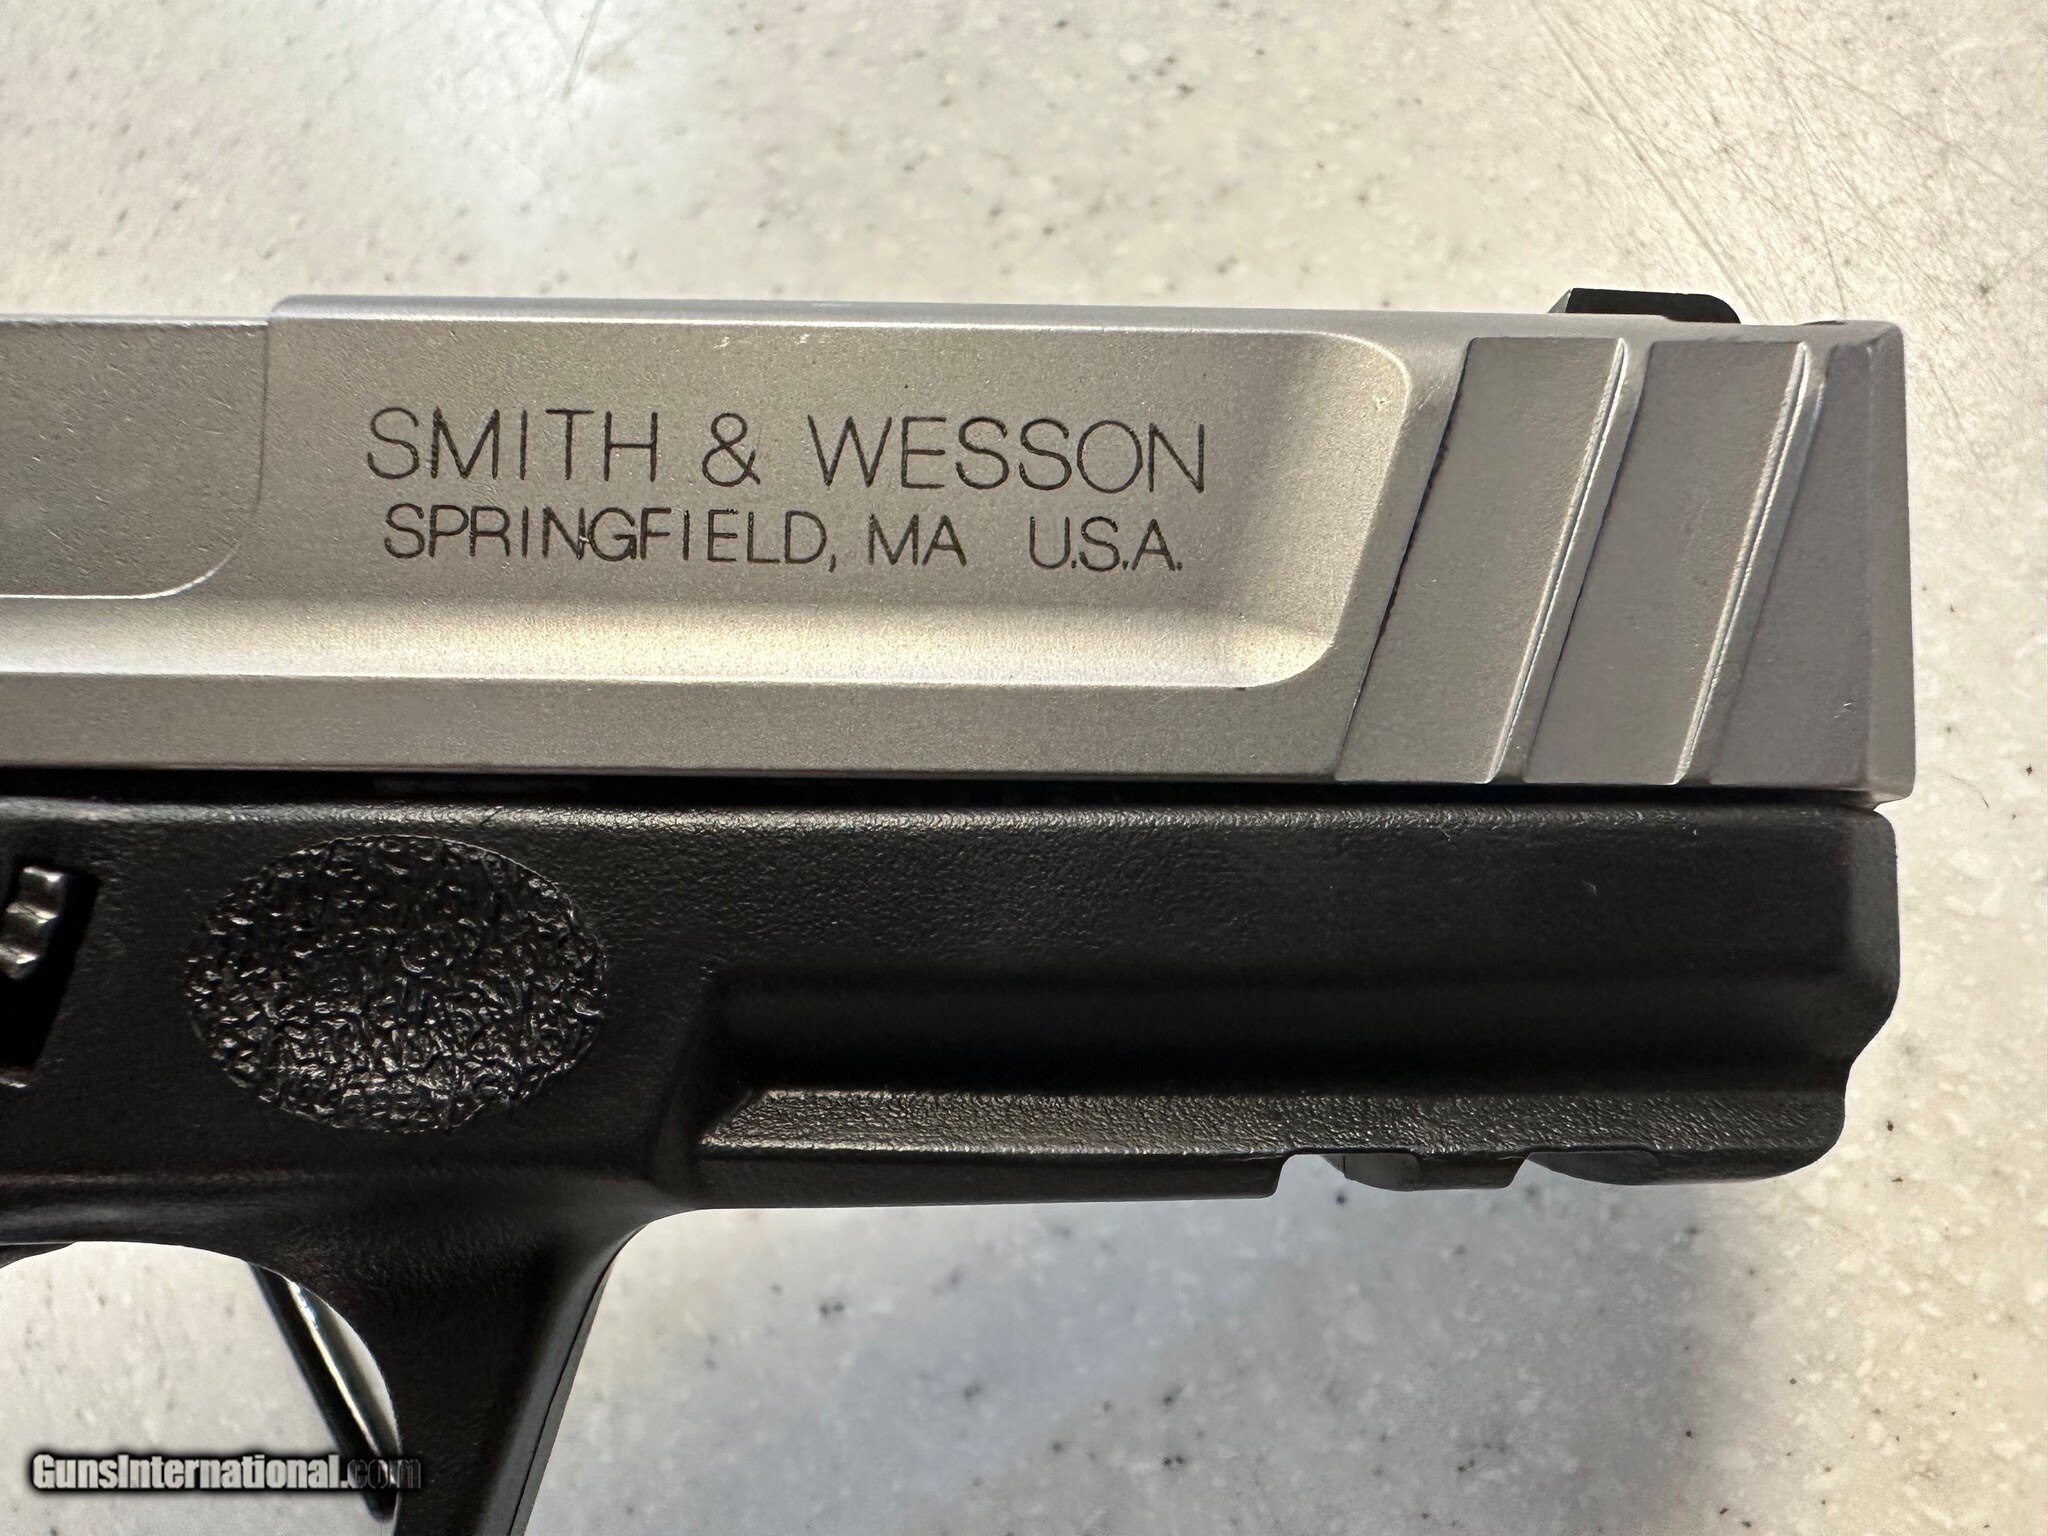 SMITH & WESSON
SPRINGFIELD, MA U.S.A.
GunsInternational.com